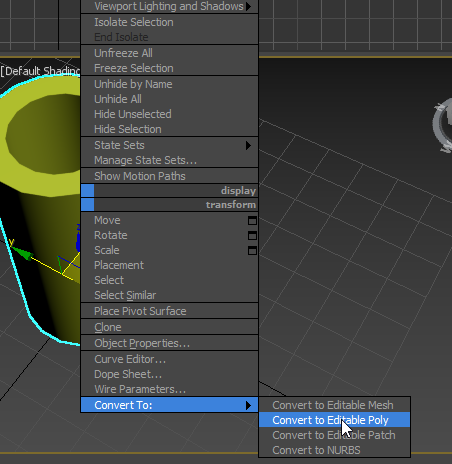 Viewport Lighting and Shadows
Isolate Selection
End Isolate
Unfreeze All
Freeze Selection
[Default Shading
Unhide by Name
Unhide All
Hide Unselected
Hide Selection
State Sets
Manage State Sets...
Show Motion Paths
display
transform
Move
Rotate
Scale
Placement
Select
Select Similar
Place Pivot Surface
Clone
Object Properties...
Curve Editor...
Dope Sheet...
Wire Parameters...
Convert To:
Convert to Editable Mesh
Convert to Editable Poly
Convert to Editable Patch
Convert to NURBS
y